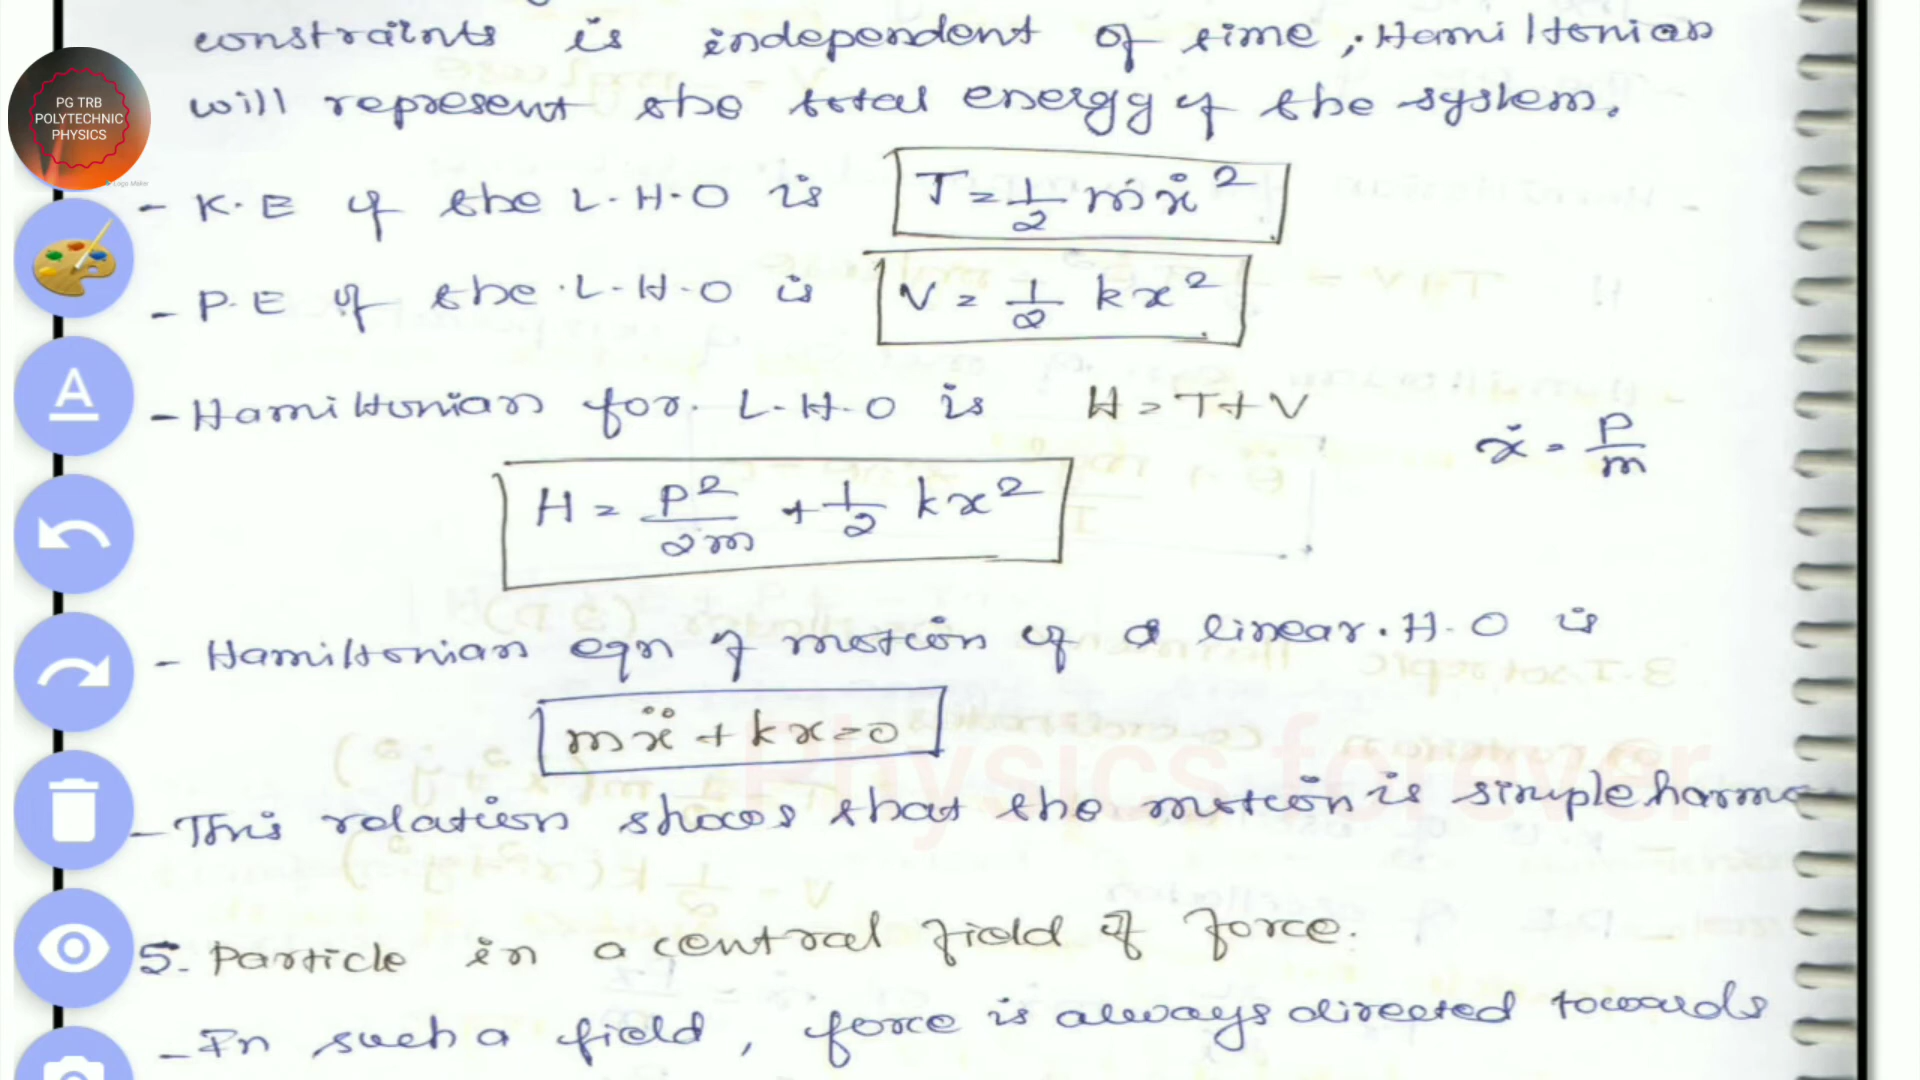 constraints is independent of time, Hamiltonian
will represent the total energy of the system.
PG TRB
POLYTECHNIC
PHYSICS
Logo Maker
- K.E of the L.H.O is T = 1/2 mẋ²
- P.E of the L.H.O is V = 1/2 kx²
- Hamiltonian for L.H.O is H = T + V
ẋ = P/m
H = P²/2m + 1/2 kx²
- Hamiltonian eqn of motion of a linear H.O is
mẍ + kx = 0
Physics forever
- This relation shows that the motion is simple harmo
5. Particle in a central field of force.
- In such a field, force is always directed towards